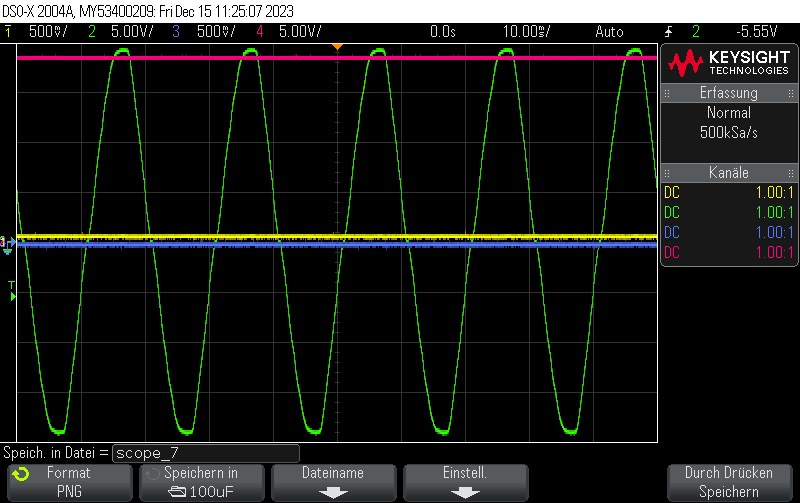 DSO-X 2004A, MY53400209: Fri Dec 15 11:25:07 2023
1 500mV/ 2 5.00V/ 3 500mV/ 4 5.00V/ 0.0s 10.00ms/ Auto 2 -5.55V
KEYSIGHT
TECHNOLOGIES
Erfassung
Normal
500kSa/s
Kanäle
DC 1.00:1
DC 1.00:1
DC 1.00:1
DC 1.00:1
3
T
Speich. in Datei = scope_7
Format
PNG
Speichern in
100uF
Dateiname
Einstell.
Durch Drücken
Speichern